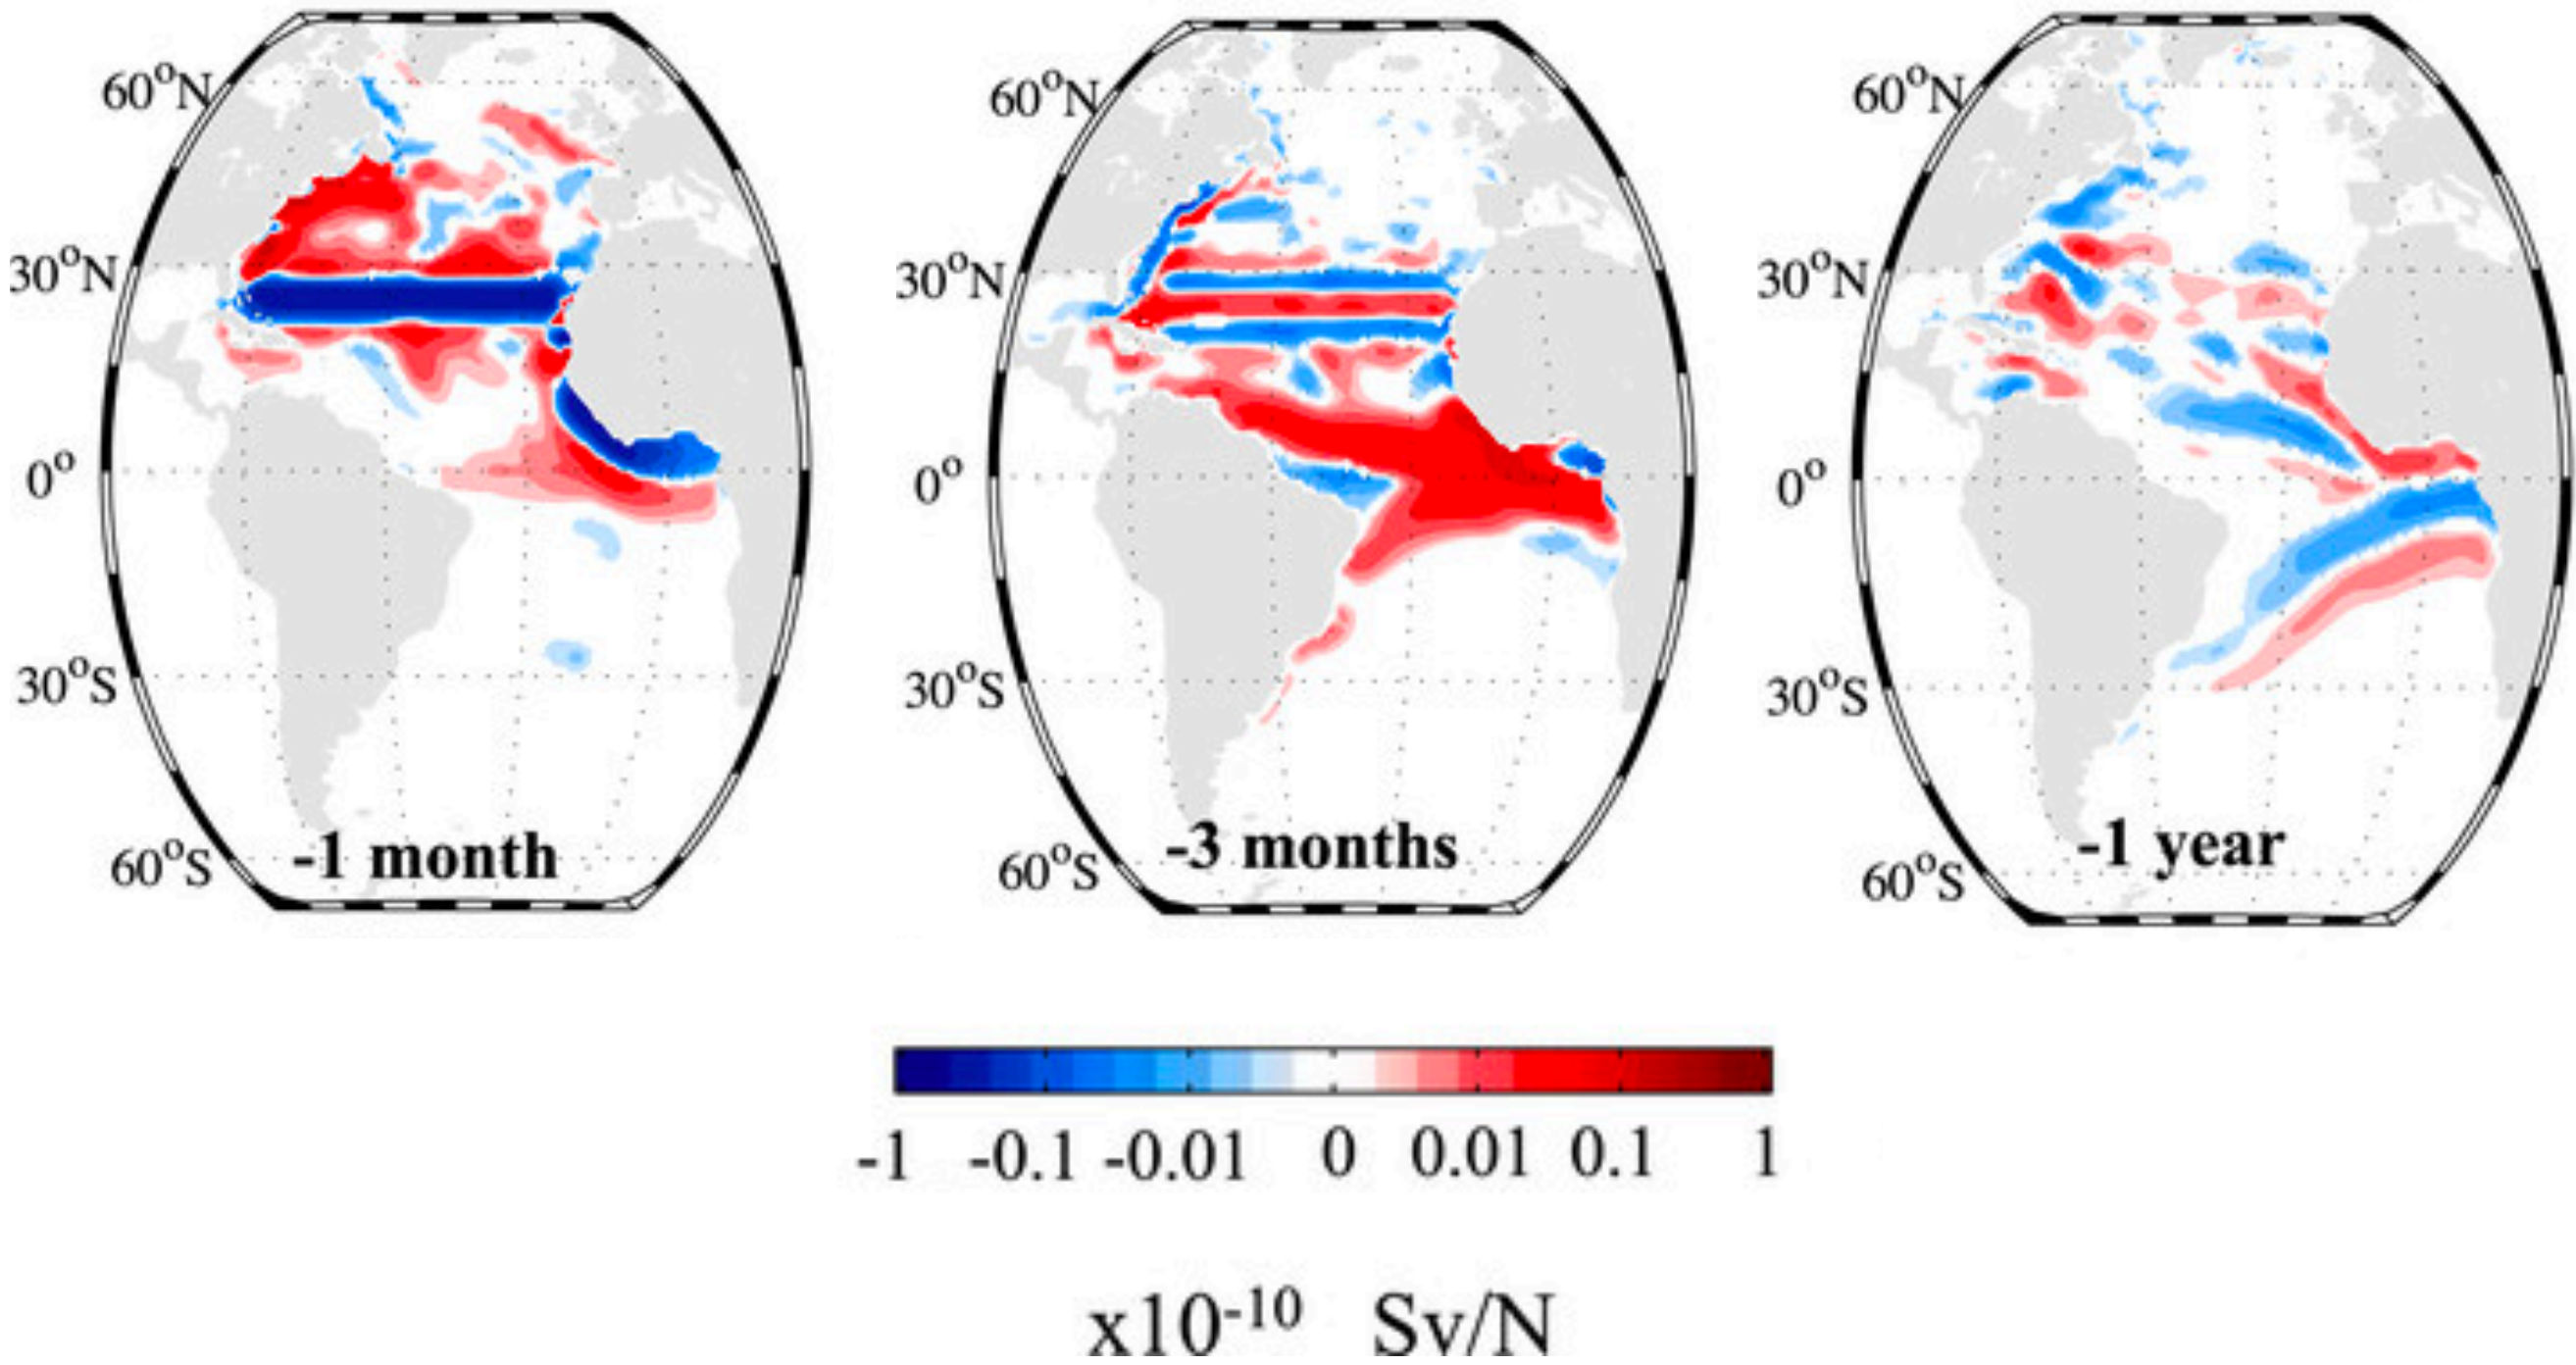 60°N 60°N 60°N
30°N 30°N 30°N
0° 0° 0°
30°S 30°S 30°S
60°S -1 month 60°S -3 months 60°S -1 year
-1 -0.1 -0.01 0 0.01 0.1 1
x10⁻¹⁰ Sv/N